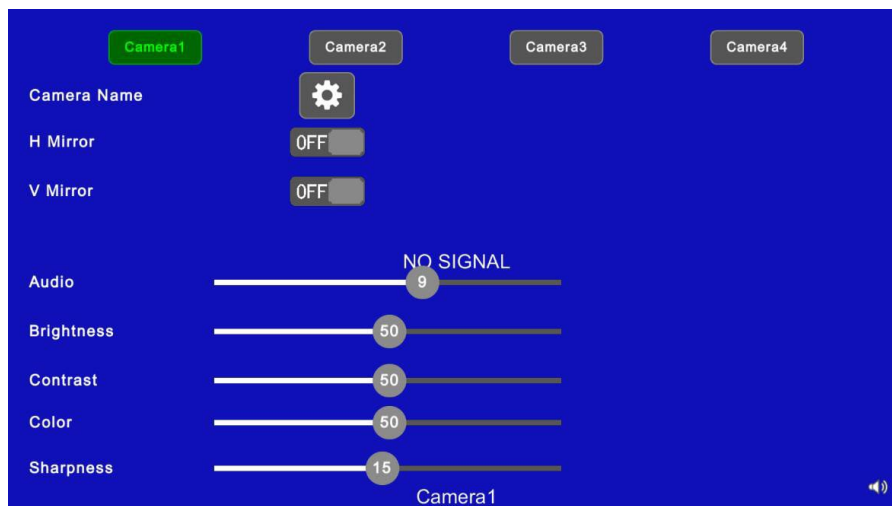 Camera1 Camera2 Camera3 Camera4
Camera Name
H Mirror OFF
V Mirror OFF
NO SIGNAL
Audio 9
Brightness 50
Contrast 50
Color 50
Sharpness 15
Camera1